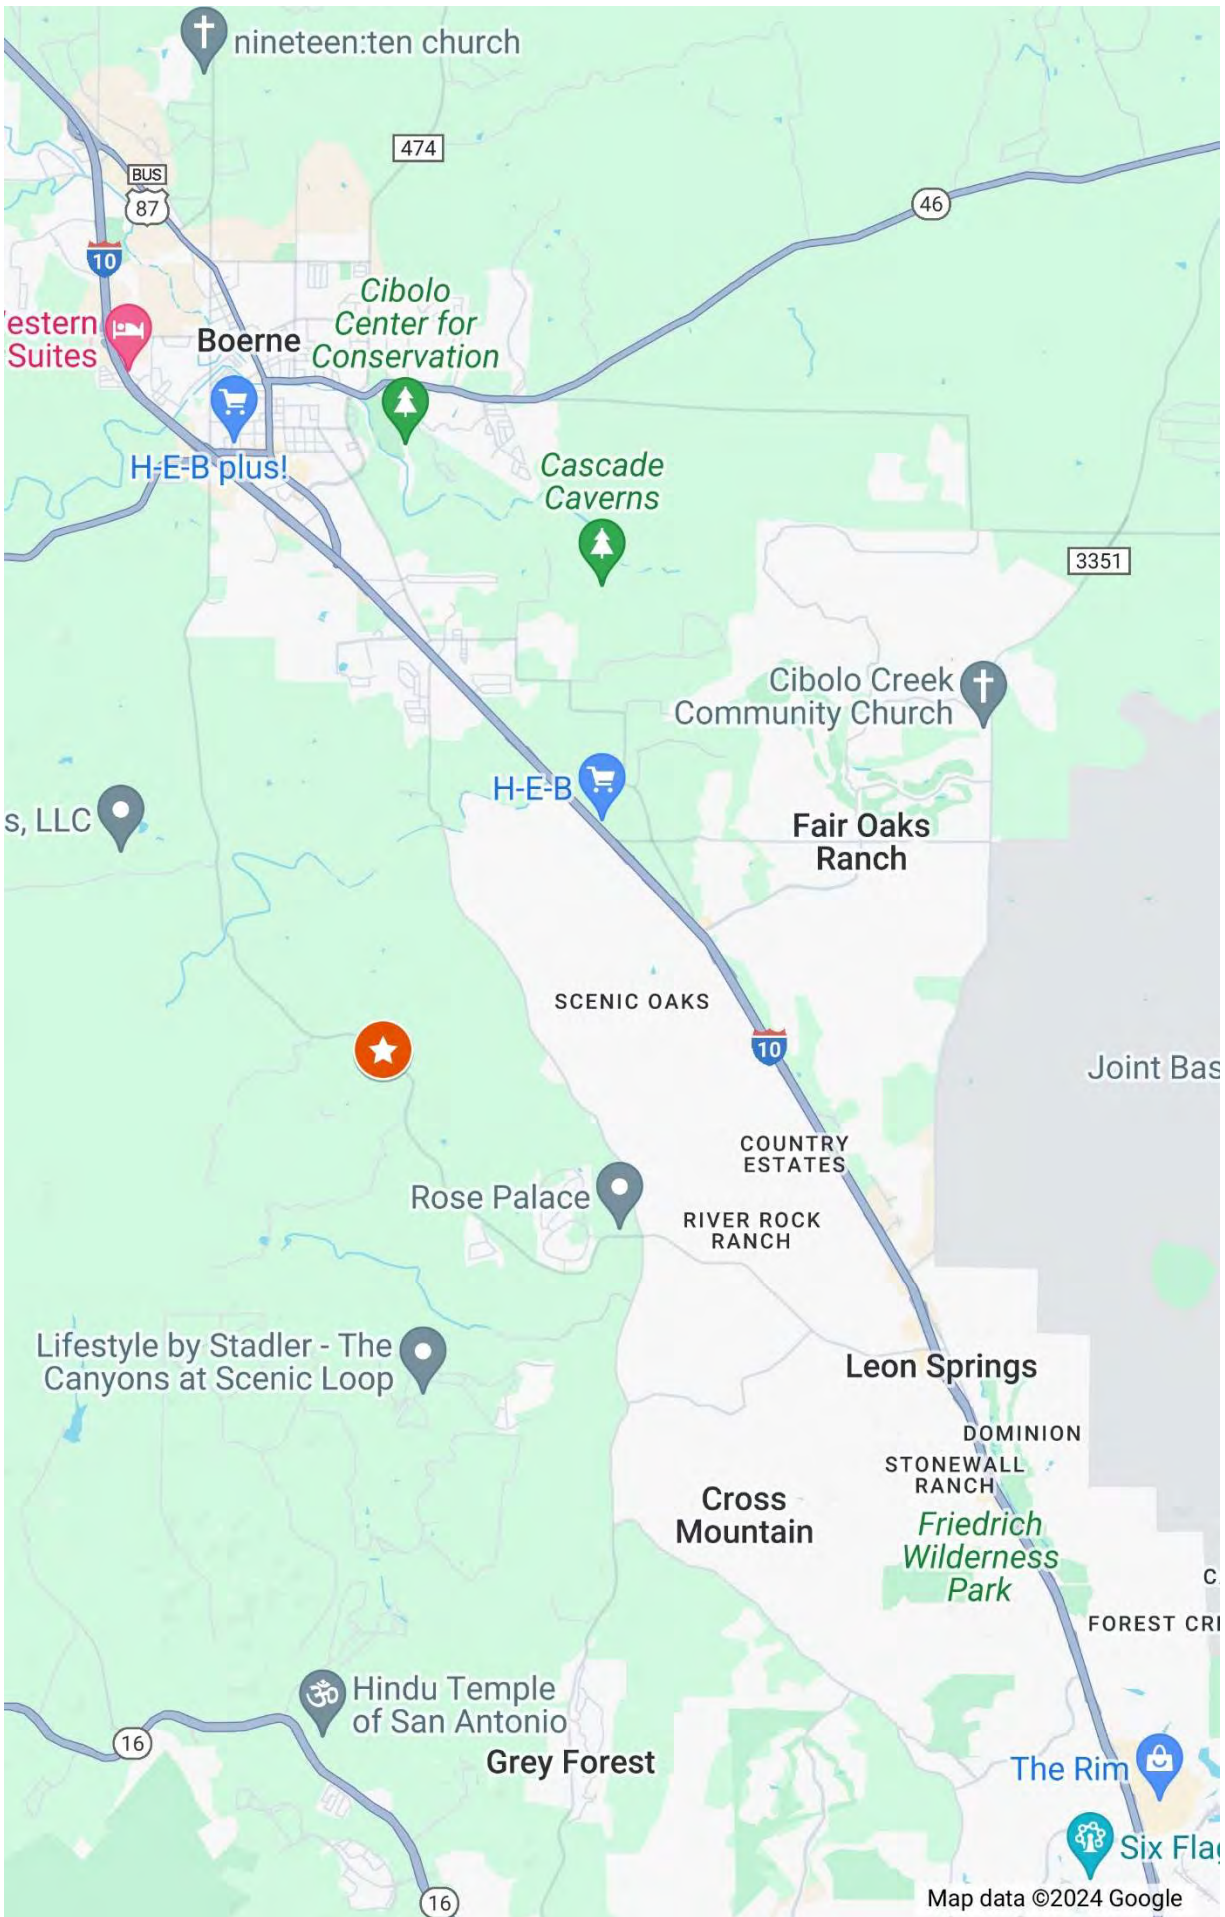 nineteen:ten church
474
BUS
87
46
10
Cibolo
Center for
Conservation
estern
Suites
Boerne
H-E-B plus!
Cascade
Caverns
3351
Cibolo Creek
Community Church
H-E-B
s, LLC
Fair Oaks
Ranch
SCENIC OAKS
10
Joint Bas
COUNTRY
ESTATES
Rose Palace
RIVER ROCK
RANCH
Lifestyle by Stadler - The
Canyons at Scenic Loop
Leon Springs
DOMINION
STONEWALL
RANCH
Cross
Mountain
Friedrich
Wilderness
Park
C
FOREST CR
Hindu Temple
of San Antonio
16
Grey Forest
The Rim
Six Flag
16
Map data ©2024 Google